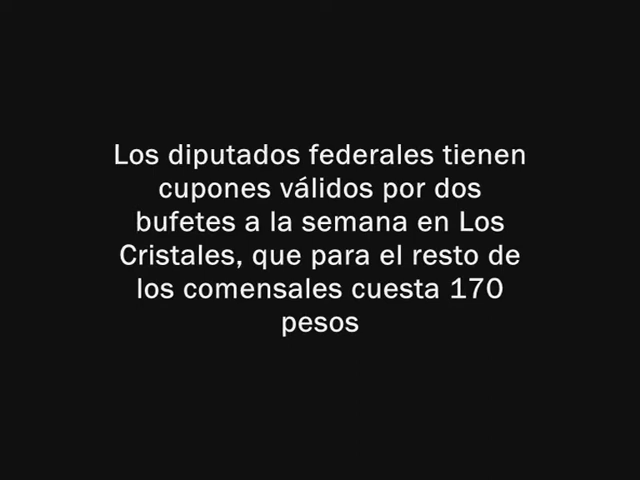 Los diputados federales tienen
cupones válidos por dos
bufetes a la semana en Los
Cristales, que para el resto de
los comensales cuesta 170
pesos